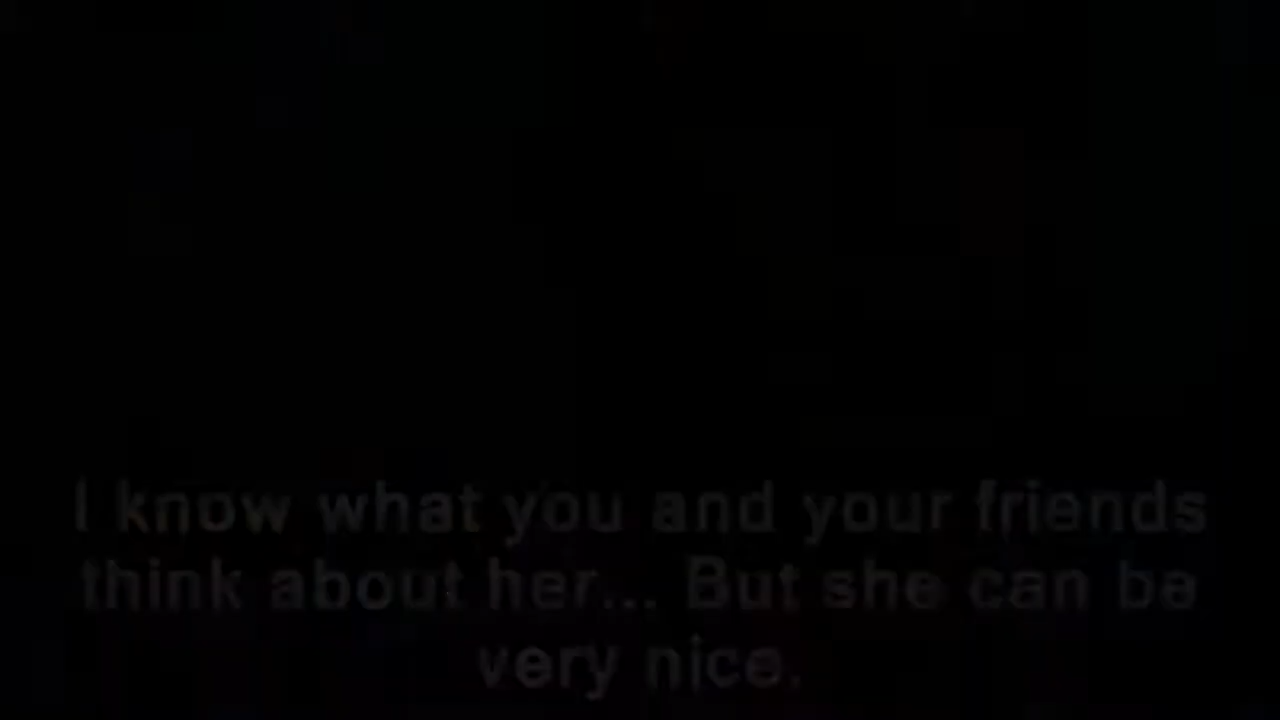 I know what you and your friends
think about her... But she can be
very nice.